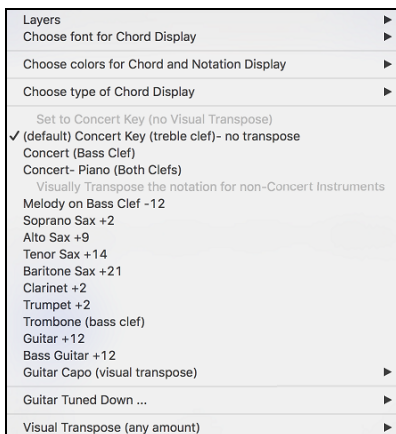 Layers
Choose font for Chord Display
Choose colors for Chord and Notation Display
Choose type of Chord Display
Set to Concert Key (no Visual Transpose)
✓ (default) Concert Key (treble clef)- no transpose
Concert (Bass Clef)
Concert- Piano (Both Clefs)
Visually Transpose the notation for non-Concert Instruments
Melody on Bass Clef -12
Soprano Sax +2
Alto Sax +9
Tenor Sax +14
Baritone Sax +21
Clarinet +2
Trumpet +2
Trombone (bass clef)
Guitar +12
Bass Guitar +12
Guitar Capo (visual transpose)
Guitar Tuned Down ...
Visual Transpose (any amount)